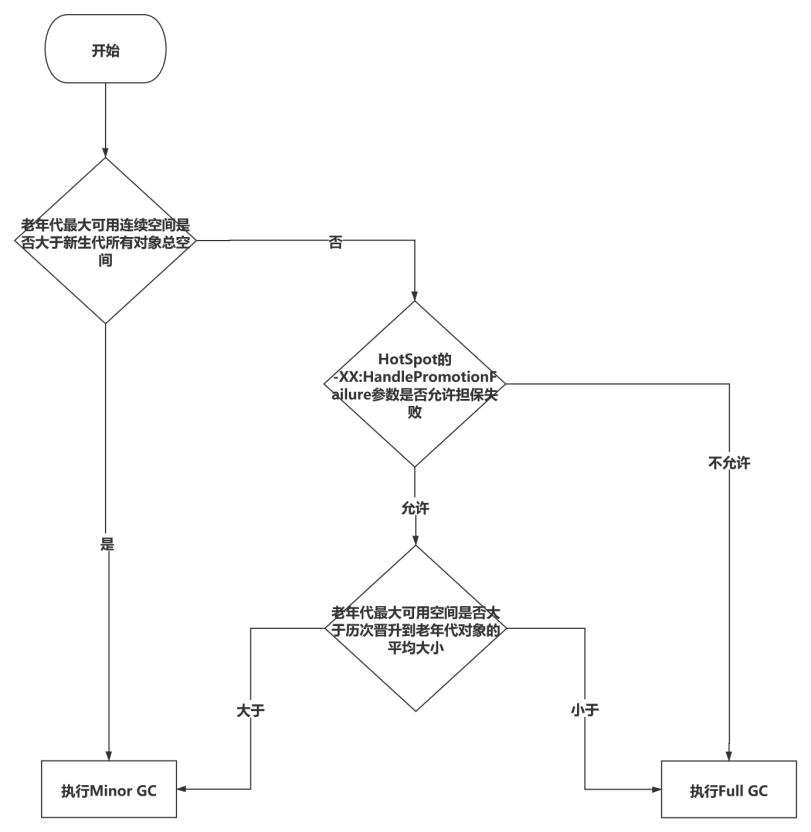 开始
老年代最大可用连续空间是
否大于新生代所有对象总空
间
否
HotSpot的
-XX:HandlePromotionF
ailure参数是否允许担保失
败
不允许
允许
是
老年代最大可用空间是否大
于历次晋升到老年代对象的
平均大小
大于
小于
执行Minor GC
执行Full GC